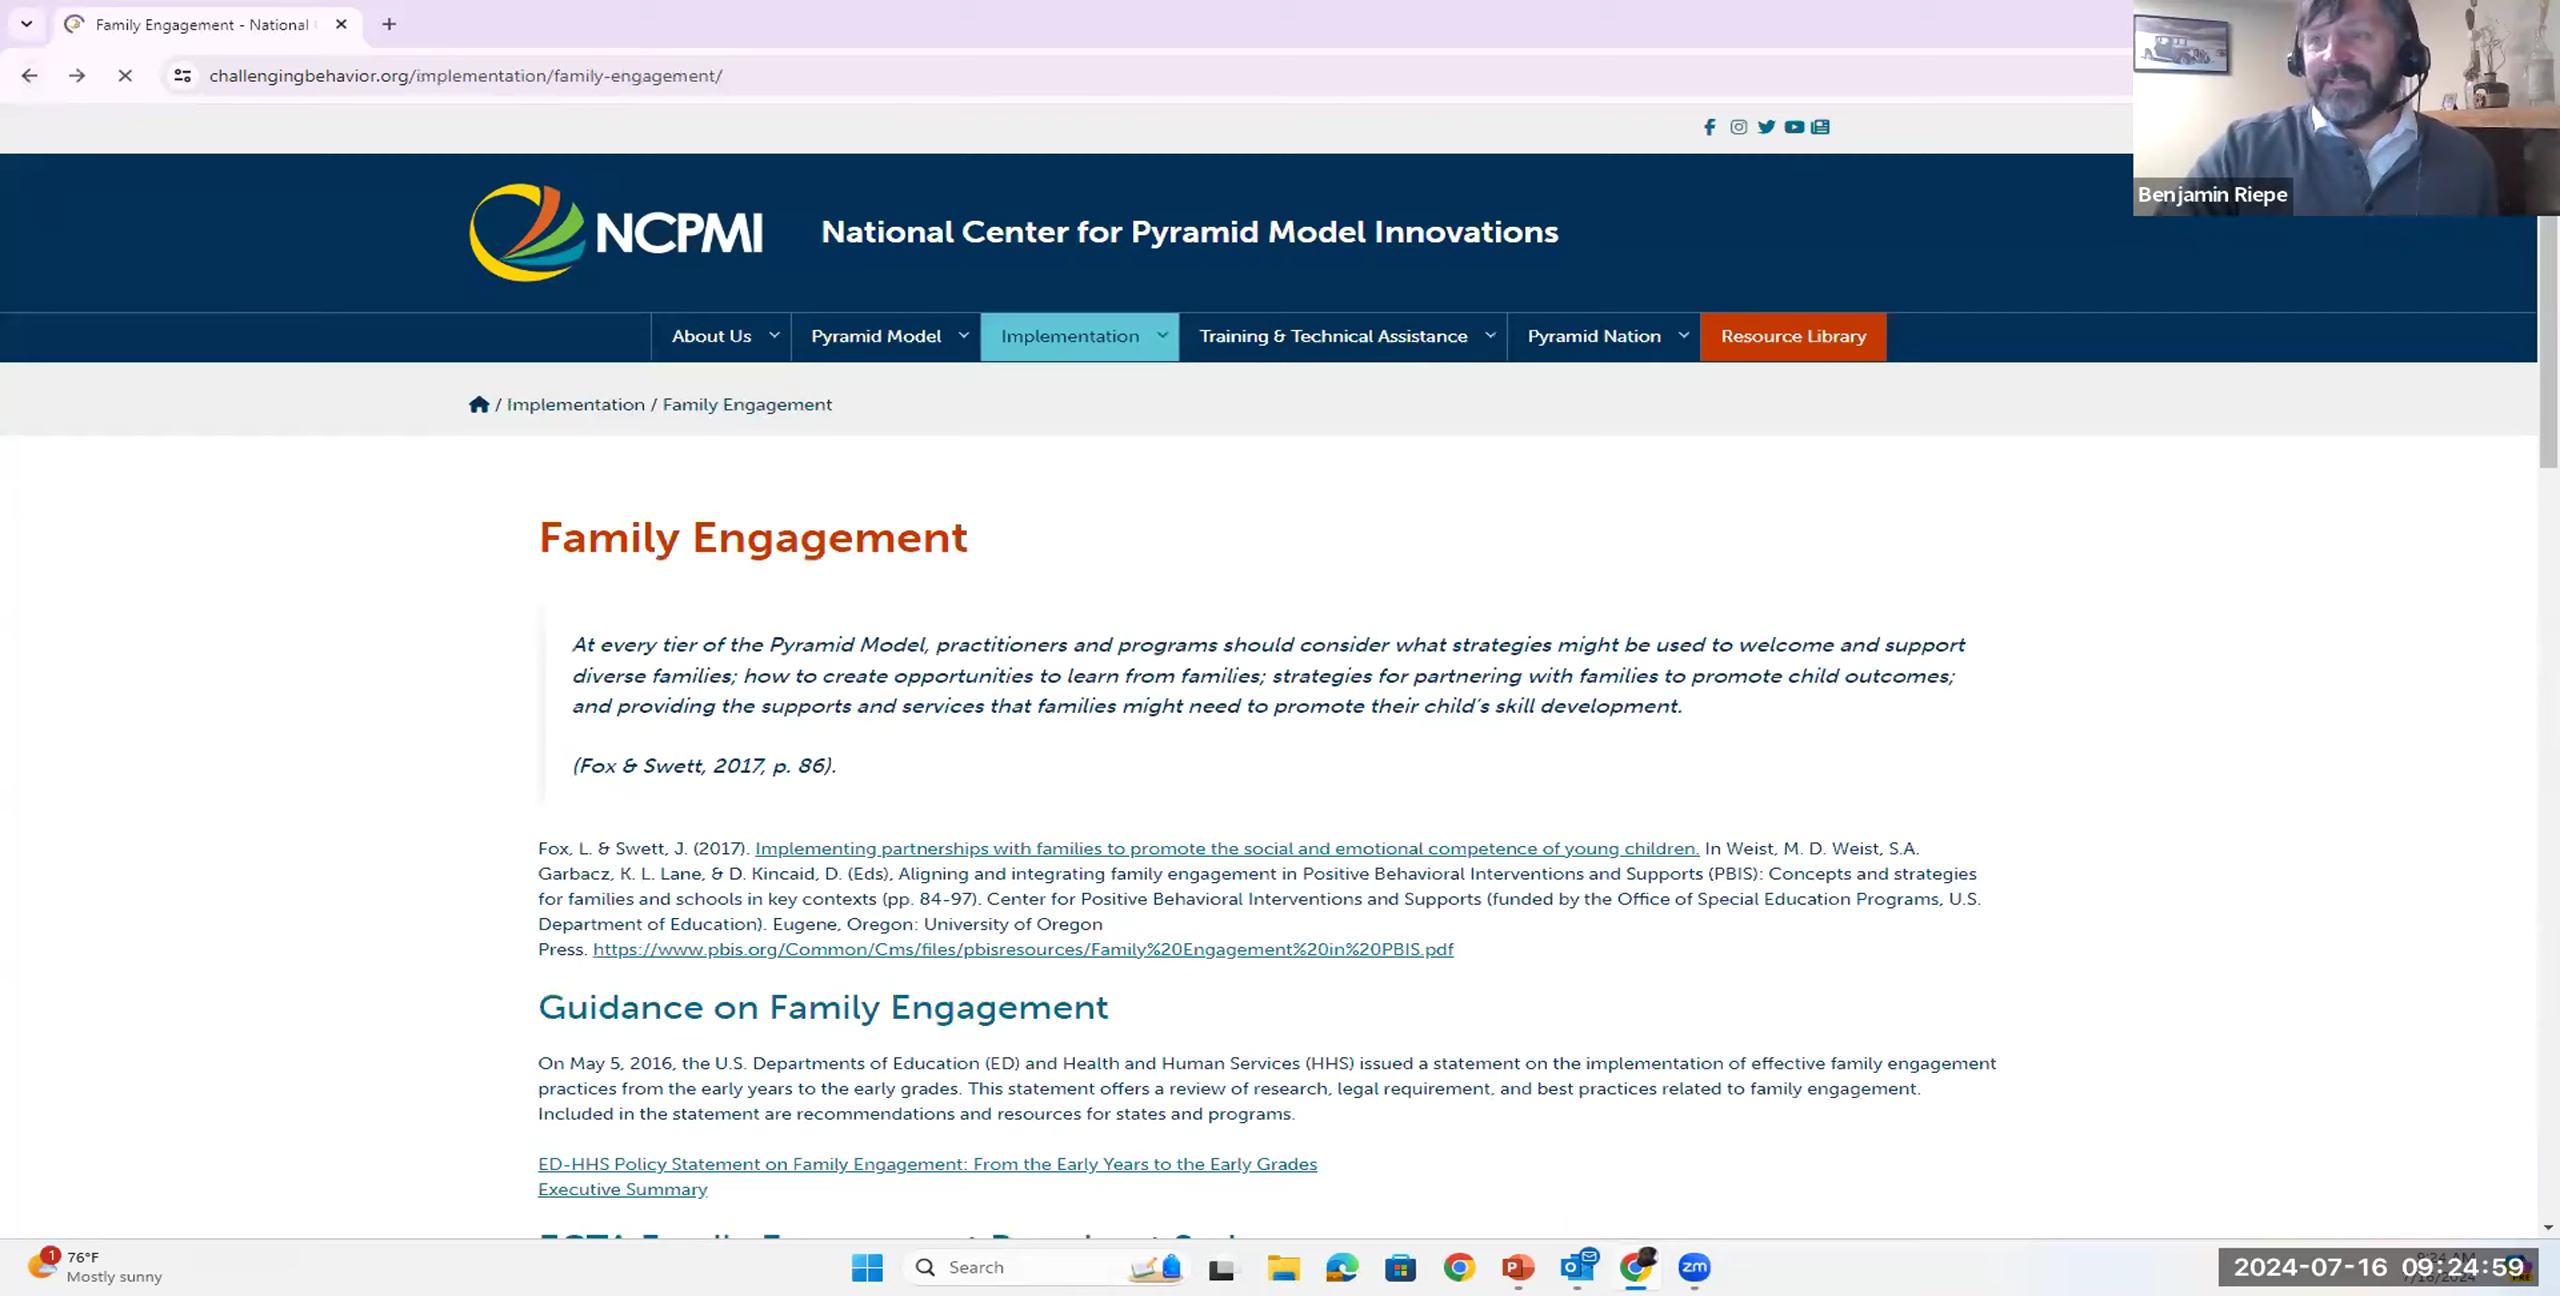 Family Engagement - National
challengingbehavior.org/implementation/family-engagement/
Benjamin Riepe
NCPMI
National Center for Pyramid Model Innovations
About Us
Pyramid Model
Implementation
Training & Technical Assistance
Pyramid Nation
Resource Library
/ Implementation / Family Engagement
Family Engagement
At every tier of the Pyramid Model, practitioners and programs should consider what strategies might be used to welcome and support
diverse families; how to create opportunities to learn from families; strategies for partnering with families to promote child outcomes;
and providing the supports and services that families might need to promote their child's skill development.
(Fox & Swett, 2017, p. 86).
Fox, L. & Swett, J. (2017). Implementing partnerships with families to promote the social and emotional competence of young children. In Weist, M. D. Weist, S.A.
Garbacz, K. L. Lane, & D. Kincaid, D. (Eds), Aligning and integrating family engagement in Positive Behavioral Interventions and Supports (PBIS): Concepts and strategies
for families and schools in key contexts (pp. 84-97). Center for Positive Behavioral Interventions and Supports (funded by the Office of Special Education Programs, U.S.
Department of Education). Eugene, Oregon: University of Oregon
Press. https://www.pbis.org/Common/Cms/files/pbisresources/Family%20Engagement%20in%20PBIS.pdf
Guidance on Family Engagement
On May 5, 2016, the U.S. Departments of Education (ED) and Health and Human Services (HHS) issued a statement on the implementation of effective family engagement
practices from the early years to the early grades. This statement offers a review of research, legal requirement, and best practices related to family engagement.
Included in the statement are recommendations and resources for states and programs.
ED-HHS Policy Statement on Family Engagement: From the Early Years to the Early Grades
Executive Summary
1
76°F
Mostly sunny
Search
zm
2024-07-16 09:24:59